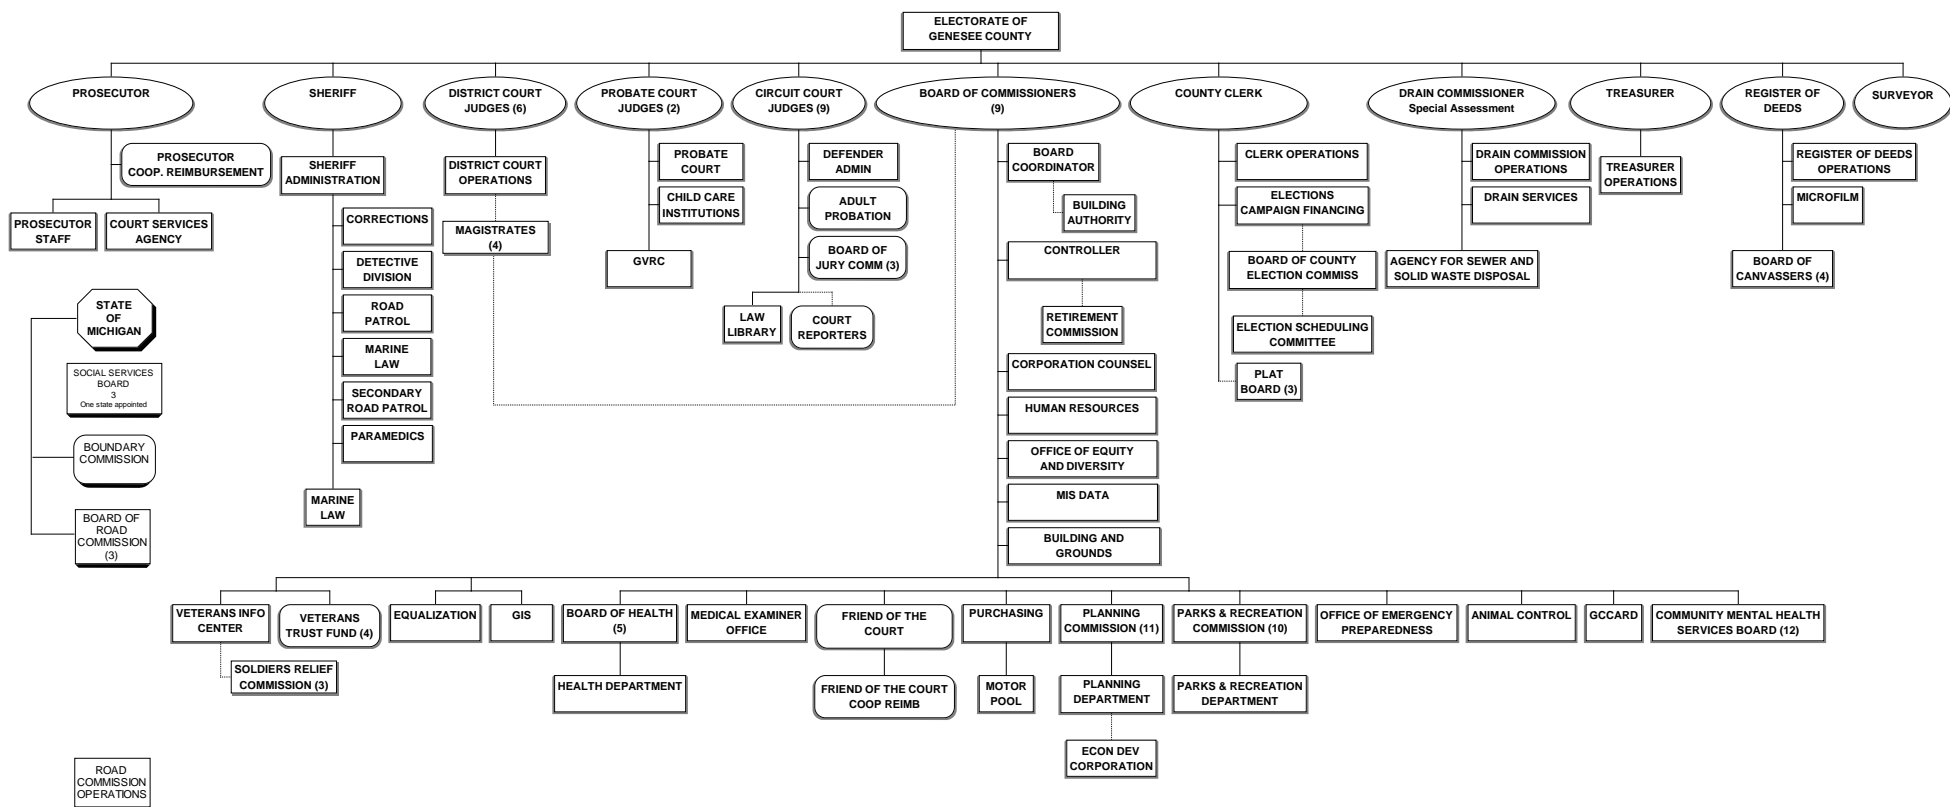 ELECTORATE OF
GENESEE COUNTY
PROSECUTOR
SHERIFF
DISTRICT COURT
JUDGES (6)
PROBATE COURT
JUDGES (2)
CIRCUIT COURT
JUDGES (9)
BOARD OF COMMISSIONERS
(9)
COUNTY CLERK
DRAIN COMMISSIONER
Special Assessment
TREASURER
REGISTER OF
DEEDS
SURVEYOR
PROSECUTOR
COOP. REIMBURSEMENT
PROSECUTOR
STAFF
COURT SERVICES
AGENCY
SHERIFF
ADMINISTRATION
CORRECTIONS
DETECTIVE
DIVISION
ROAD
PATROL
MARINE
LAW
SECONDARY
ROAD PATROL
PARAMEDICS
MARINE
LAW
DISTRICT COURT
OPERATIONS
MAGISTRATES
(4)
PROBATE
COURT
CHILD CARE
INSTITUTIONS
GVRC
DEFENDER
ADMIN
ADULT
PROBATION
BOARD OF
JURY COMM (3)
LAW
LIBRARY
COURT
REPORTERS
BOARD
COORDINATOR
BUILDING
AUTHORITY
CONTROLLER
RETIREMENT
COMMISSION
CORPORATION COUNSEL
HUMAN RESOURCES
OFFICE OF EQUITY
AND DIVERSITY
MIS DATA
BUILDING AND
GROUNDS
CLERK OPERATIONS
ELECTIONS
CAMPAIGN FINANCING
BOARD OF COUNTY
ELECTION COMMISS
ELECTION SCHEDULING
COMMITTEE
PLAT
BOARD (3)
DRAIN COMMISSION
OPERATIONS
DRAIN SERVICES
AGENCY FOR SEWER AND
SOLID WASTE DISPOSAL
TREASURER
OPERATIONS
REGISTER OF DEEDS
OPERATIONS
MICROFILM
BOARD OF
CANVASSERS (4)
STATE
OF
MICHIGAN
SOCIAL SERVICES
BOARD
3
One state appointed
BOUNDARY
COMMISSION
BOARD OF
ROAD
COMMISSION
(3)
VETERANS INFO
CENTER
VETERANS
TRUST FUND (4)
SOLDIERS RELIEF
COMMISSION (3)
EQUALIZATION
GIS
BOARD OF HEALTH
(5)
HEALTH DEPARTMENT
MEDICAL EXAMINER
OFFICE
FRIEND OF THE
COURT
FRIEND OF THE COURT
COOP REIMB
PURCHASING
MOTOR
POOL
PLANNING
COMMISSION (11)
PLANNING
DEPARTMENT
ECON DEV
CORPORATION
PARKS & RECREATION
COMMISSION (10)
PARKS & RECREATION
DEPARTMENT
OFFICE OF EMERGENCY
PREPAREDNESS
ANIMAL CONTROL
GCCARD
COMMUNITY MENTAL HEALTH
SERVICES BOARD (12)
ROAD
COMMISSION
OPERATIONS